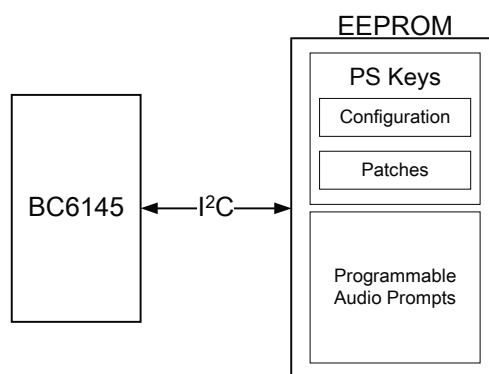 EEPROM
PS Keys
Configuration
Patches
BC6145
I²C
Programmable
Audio Prompts